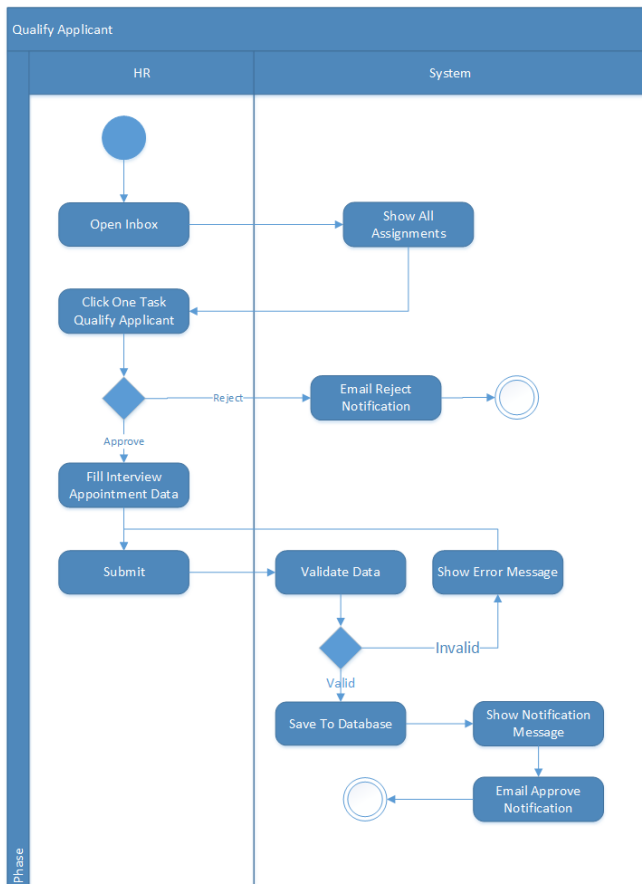 Qualify Applicant
HR
System
Open Inbox
Show All
Assignments
Click One Task
Qualify Applicant
Reject
Email Reject
Notification
Approve
Fill Interview
Appointment Data
Submit
Validate Data
Show Error Message
Invalid
Valid
Save To Database
Show Notification
Message
Email Approve
Notification
Phase